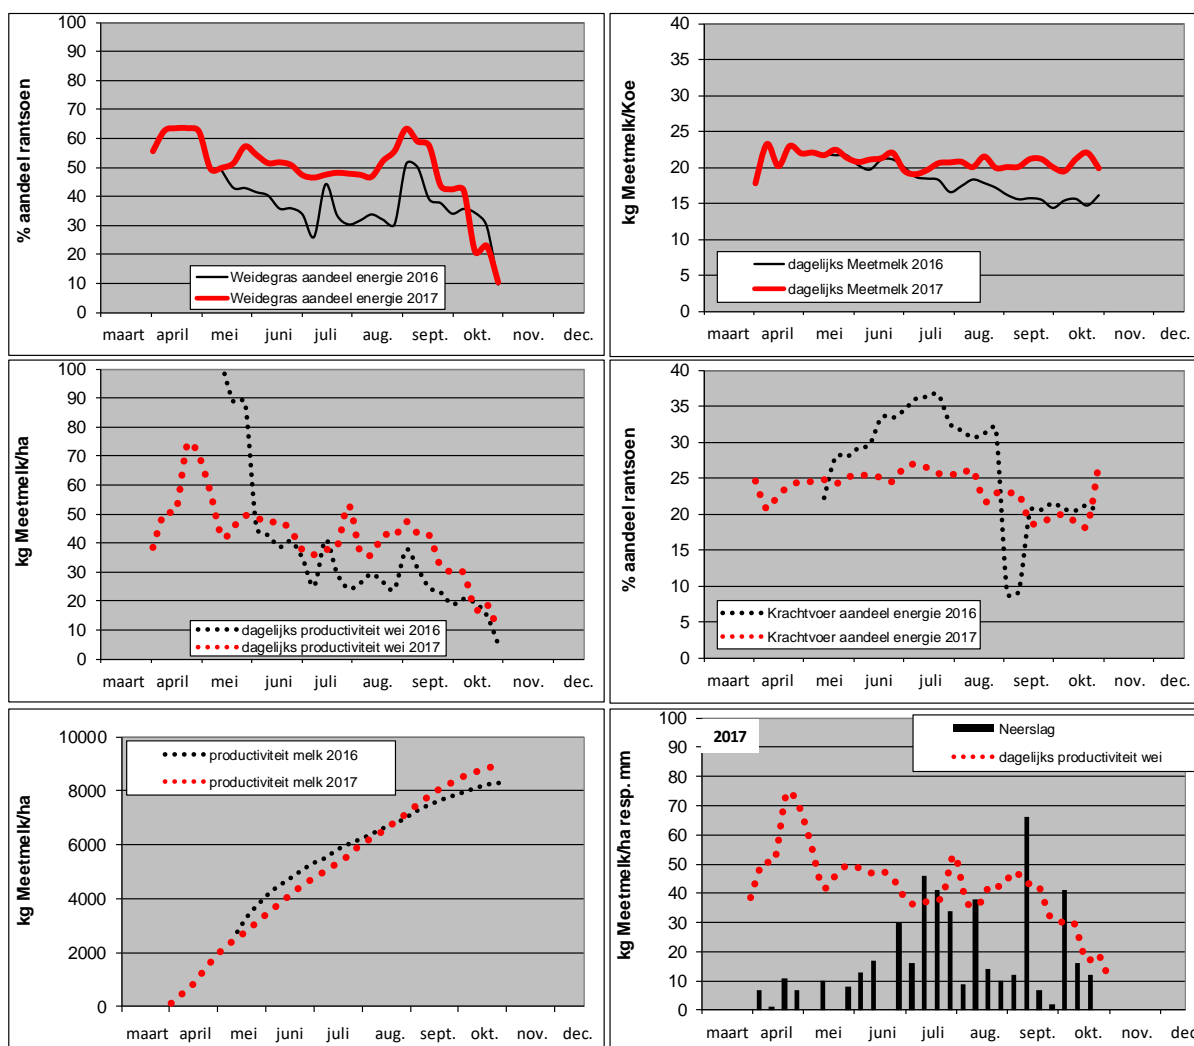 % aandeel rantsoen
100
90
80
70
60
50
40
30
20
10
0
Weidegras aandeel energie 2016
Weidegras aandeel energie 2017
maart april mei juni juli aug. sept. okt. nov. dec.
kg Meetmelk/Koe
40
35
30
25
20
15
10
5
0
dagelijks Meetmelk 2016
dagelijks Meetmelk 2017
maart april mei juni juli aug. sept. okt. nov. dec.
kg Meetmelk/ha
100
90
80
70
60
50
40
30
20
10
0
dagelijks productiviteit wei 2016
dagelijks productiviteit wei 2017
maart april mei juni juli aug. sept. okt. nov. dec.
% aandeel rantsoen
40
35
30
25
20
15
10
5
0
Krachtvoer aandeel energie 2016
Krachtvoer aandeel energie 2017
maart april mei juni juli aug. sept. okt. nov. dec.
kg Meetmelk/ha
10000
8000
6000
4000
2000
0
productiviteit melk 2016
productiviteit melk 2017
maart april mei juni juli aug. sept. okt. nov. dec.
kg Meetmelk/ha resp. mm
100
90
80
70
60
50
40
30
20
10
0
2017
Neerslag
dagelijks productiviteit wei
maart april mei juni juli aug. sept. okt. nov. dec.